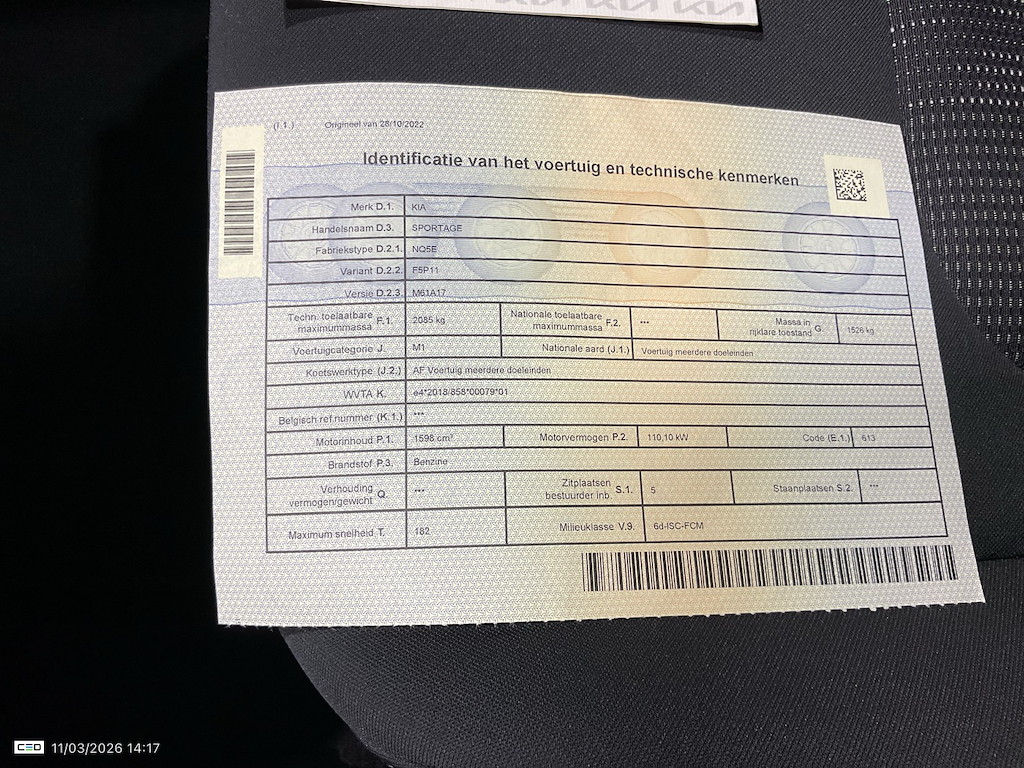 (I.1.) Origineel van 28/10/2022
Identificatie van het voertuig en technische kenmerken
Merk D.1. KIA
Handelsnaam D.3. SPORTAGE
Fabriekstype D.2.1. NQ5E
Variant D.2.2. F5P11
Versie D.2.3. M61A17
Techn. toelaatbare maximummassa F.1. 2085 kg Nationale toelaatbare maximummassa F.2. *** Massa in rijklare toestand G. 1526 kg
Voertuigcategorie J. M1 Nationale aard (J.1.) Voertuig meerdere doeleinden
Koetswerktype (J.2.) AF Voertuig meerdere doeleinden
WVTA K. e4*2018/858*00079*01
Belgisch ref.nummer (K.1.) ***
Motorinhoud P.1. 1598 cm³ Motorvermogen P.2. 110,10 kW Code (E.1.) 613
Brandstof P.3. Benzine
Verhouding vermogen/gewicht Q. *** Zitplaatsen bestuurder inb. S.1. 5 Staanplaatsen S.2. ***
Maximum snelheid T. 182 Milieuklasse V.9. 6d-ISC-FCM
CEO 11/03/2026 14:17